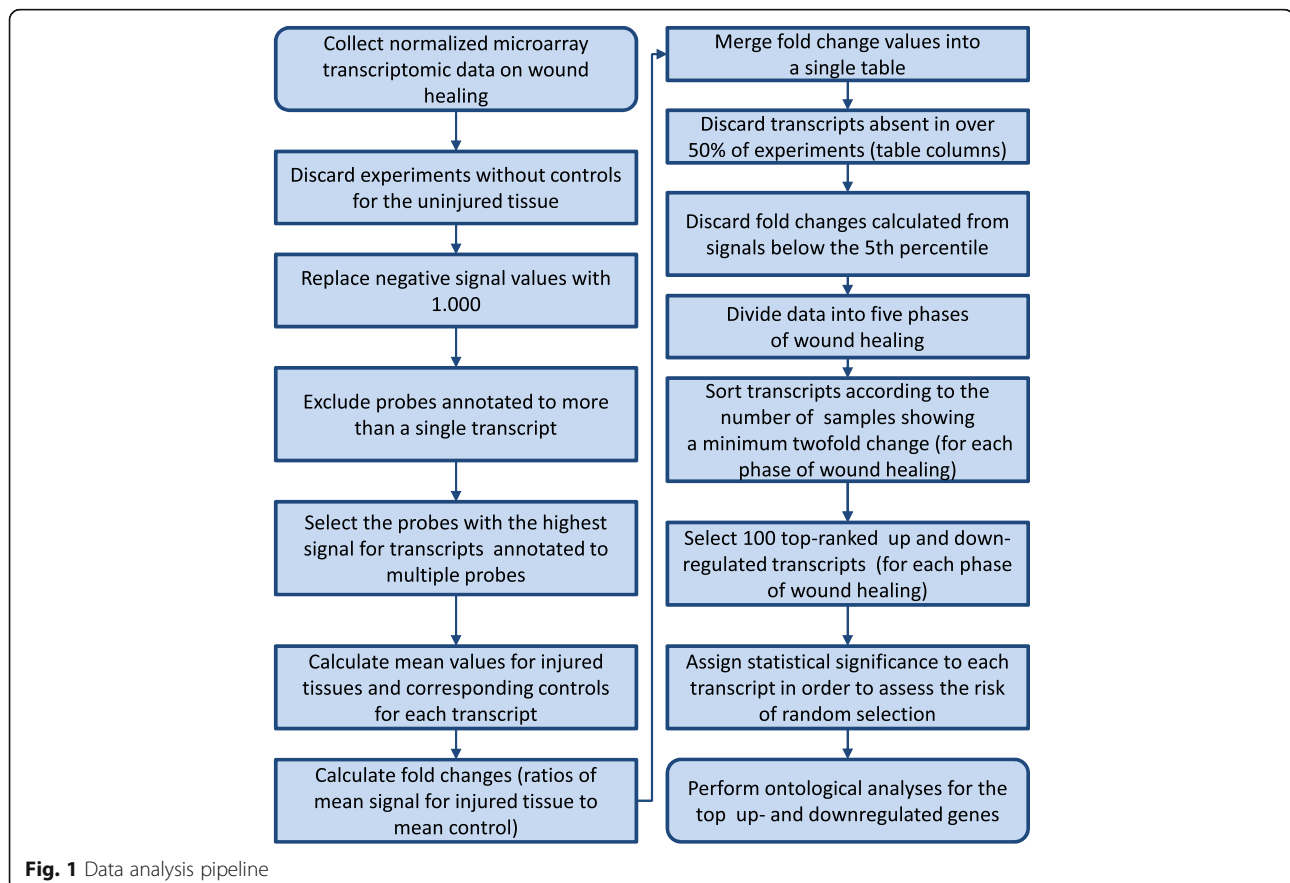 Collect normalized microarray
transcriptomic data on wound
healing
Discard experiments without controls
for the uninjured tissue
Replace negative signal values with
1.000
Exclude probes annotated to more
than a single transcript
Select the probes with the highest
signal for transcripts annotated to
multiple probes
Calculate mean values for injured
tissues and corresponding controls
for each transcript
Calculate fold changes (ratios of
mean signal for injured tissue to
mean control)
Merge fold change values into
a single table
Discard transcripts absent in over
50% of experiments (table columns)
Discard fold changes calculated from
signals below the 5th percentile
Divide data into five phases
of wound healing
Sort transcripts according to the
number of samples showing
a minimum twofold change (for each
phase of wound healing)
Select 100 top-ranked up and down-
regulated transcripts (for each phase
of wound healing)
Assign statistical significance to each
transcript in order to assess the risk
of random selection
Perform ontological analyses for the
top up- and downregulated genes
Fig. 1 Data analysis pipeline